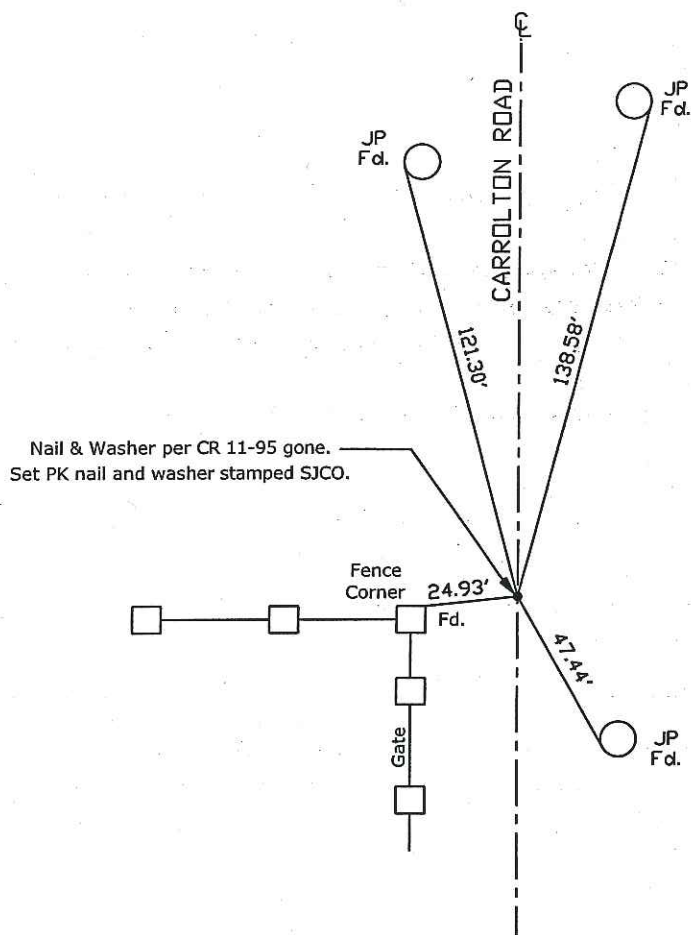 ℄
JP
Fd.
JP
Fd.
CARROLTON ROAD
121.30'
138.58'
Nail & Washer per CR 11-95 gone.
Set PK nail and washer stamped SJCO.
Fence
Corner
24.93'
Fd.
47.44'
Gate
JP
Fd.